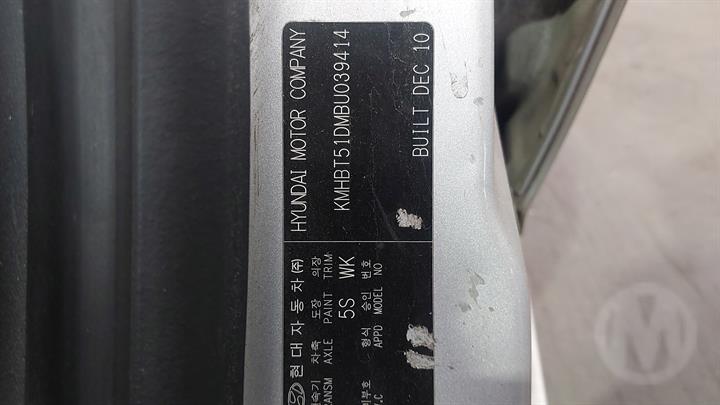 HYUNDAI MOTOR COMPANY
KMHBT51DMBU039414
BUILT DEC 10
현대자동차(주)
차축 도장 의장
AXLE PAINT TRIM
5S WK
형식 승인 번호
APPD MODEL NO
M